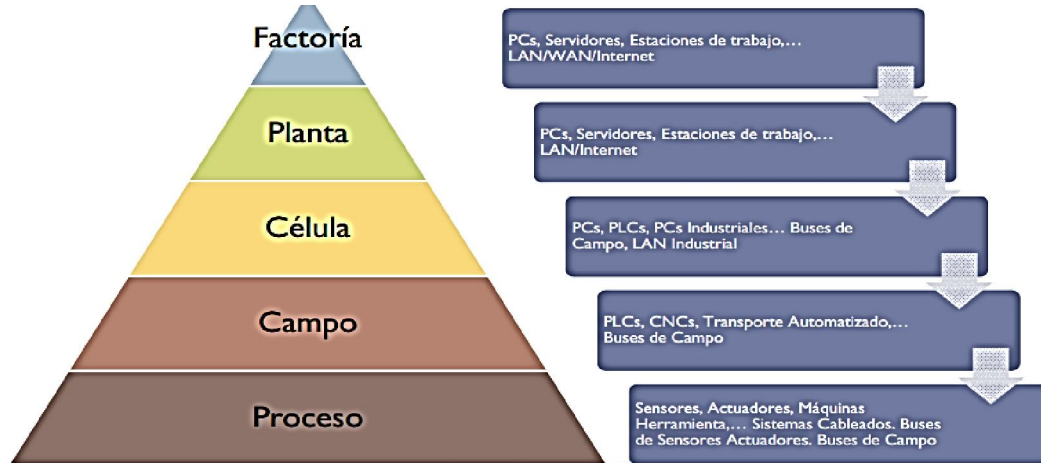 Factoría
PCs, Servidores, Estaciones de trabajo,...
LAN/WAN/Internet
Planta
PCs, Servidores, Estaciones de trabajo,...
LAN/Internet
Célula
PCs, PLCs, PCs Industriales... Buses de
Campo, LAN Industrial
Campo
PLCs, CNCs, Transporte Automatizado,...
Buses de Campo
Proceso
Sensores, Actuadores, Máquinas
Herramienta,... Sistemas Cableados. Buses
de Sensores Actuadores. Buses de Campo